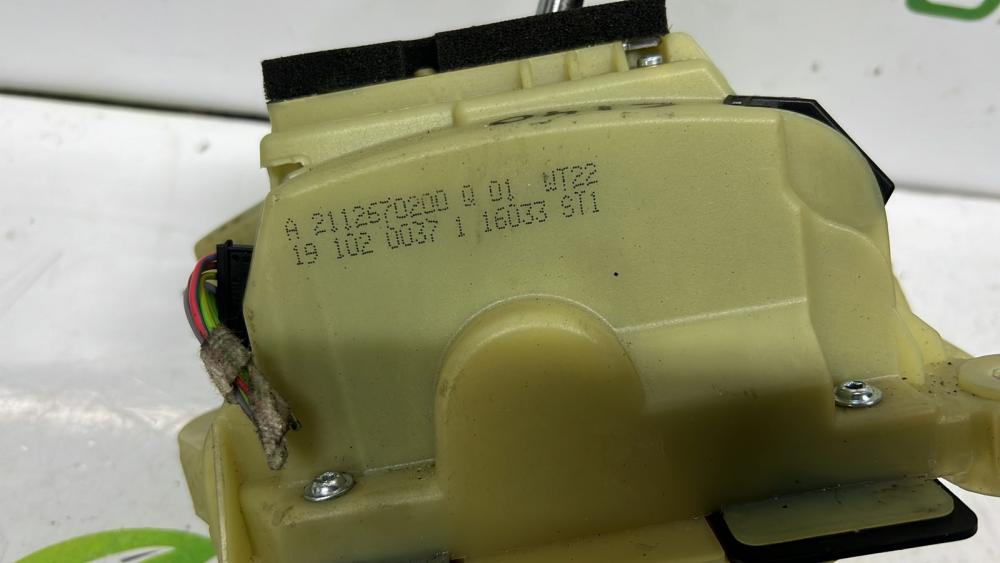 A 2112670200 Q 01 WT22
19 102 0037 1 16033 ST1